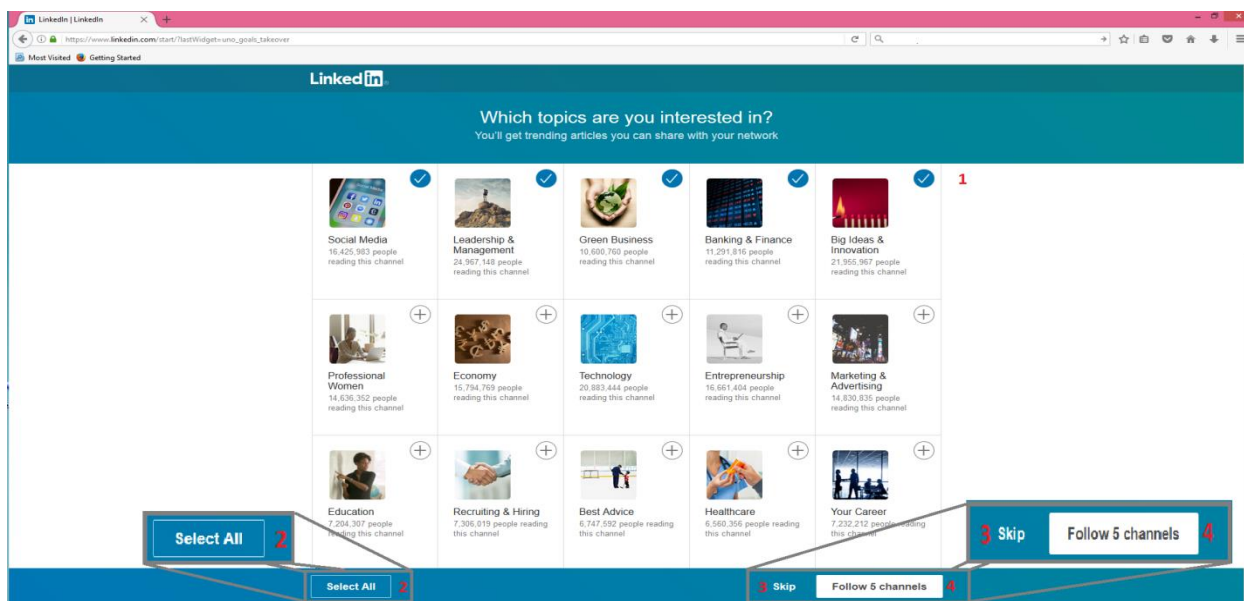 LinkedIn | LinkedIn
https://www.linkedin.com/start/?lastWidget=uno_goals_takeover
Most Visited Getting Started
Linked in
Which topics are you interested in?
You'll get trending articles you can share with your network
1
Social Media
16,425,983 people
reading this channel
Leadership &
Management
24,967,148 people
reading this channel
Green Business
10,600,760 people
reading this channel
Banking & Finance
11,291,816 people
reading this channel
Big Ideas &
Innovation
21,955,967 people
reading this channel
Professional
Women
14,636,352 people
reading this channel
Economy
15,794,769 people
reading this channel
Technology
20,883,444 people
reading this channel
Entrepreneurship
16,661,404 people
reading this channel
Marketing &
Advertising
14,830,835 people
reading this channel
Education
7,204,307 people
reading this channel
Recruiting & Hiring
7,306,019 people reading
this channel
Best Advice
6,747,592 people reading
this channel
Healthcare
6,560,356 people reading
this channel
Your Career
7,232,212 people reading
this channel
Select All 2
3 Skip Follow 5 channels 4
Select All 2
3 Skip Follow 5 channels 4